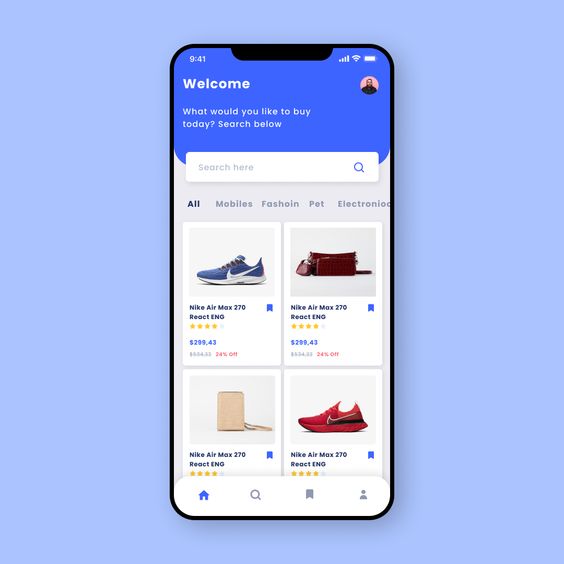 9:41
Welcome
What would you like to buy
today? Search below
Search here
All Mobiles Fashoin Pet Electronioc
Nike Air Max 270
React ENG
$299,43
$534,33 24% Off
Nike Air Max 270
React ENG
$299,43
$534,33 24% Off
Nike Air Max 270
React ENG
Nike Air Max 270
React ENG